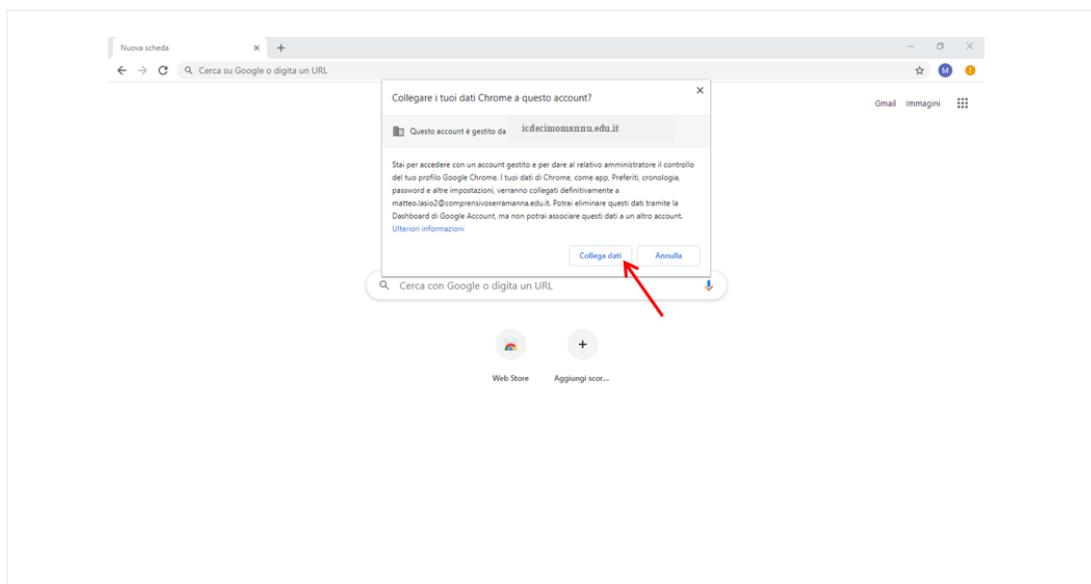 Nuova scheda
Cerca su Google o digita un URL
M
Gmail Immagini
Collegare i tuoi dati Chrome a questo account?
Questo account è gestito da icdecimomannu.edu.it
Stai per accedere con un account gestito e per dare al relativo amministratore il controllo
del tuo profilo Google Chrome. I tuoi dati di Chrome, come app, Preferiti, cronologia,
password e altre impostazioni, verranno collegati definitivamente a
matteo.lasio2@comprensivoserramanna.edu.it. Potrai eliminare questi dati tramite la
Dashboard di Google Account, ma non potrai associare questi dati a un altro account.
Ulteriori informazioni
Collega dati Annulla
Cerca con Google o digita un URL
Web Store Aggiungi scor...